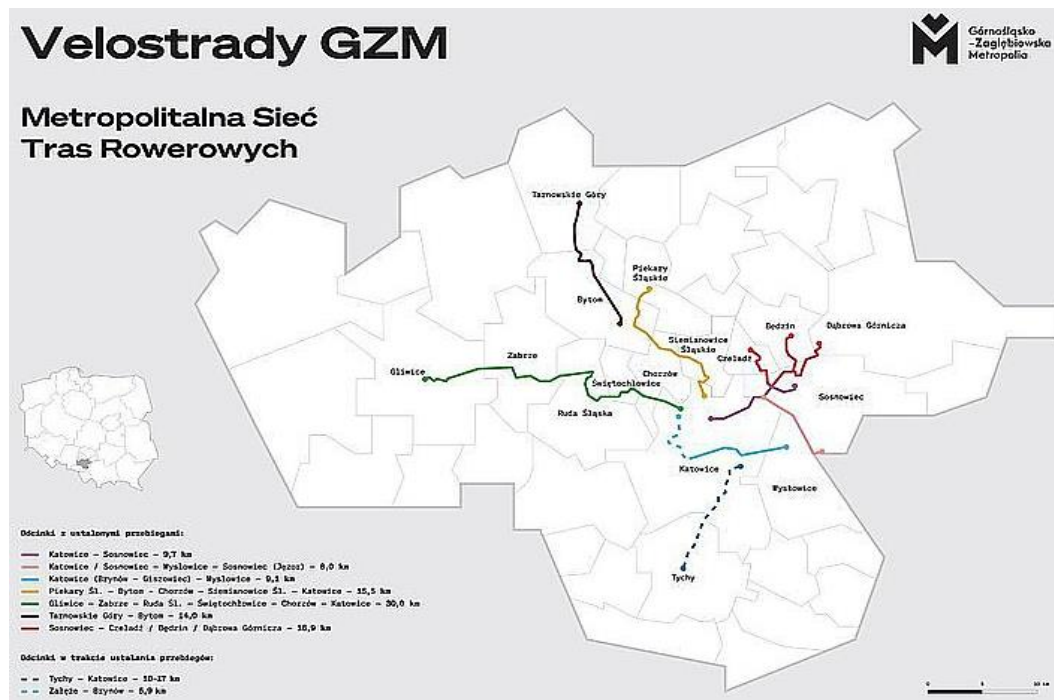 Velostrady GZM
Górnośląsko
-Zagłębiowska
Metropolia
Metropolitalna Sieć
Tras Rowerowych
Tarnowskie Góry
Piekary
Śląskie
Bytom
Będzin
Dąbrowa Górnicza
Siemianowice
Śląskie
Czeladź
Zabrze
Gliwice
Chorzów
Świętochłowice
Sosnowiec
Ruda Śląska
Katowice
Mysłowice
Tychy
Odcinki z ustalonymi przebiegami:
Katowice – Sosnowiec – 9,7 km
Katowice / Sosnowiec – Mysłowice – Sosnowiec (Jęzor) – 8,0 km
Katowice (Brynów – Giszowiec) – Mysłowice – 9,1 km
Piekary Śl. – Bytom – Chorzów – Siemianowice Śl. – Katowice – 15,5 km
Gliwice – Zabrze – Ruda Śl. – Świętochłowice – Chorzów – Katowice – 30,0 km
Tarnowskie Góry – Bytom – 14,0 km
Sosnowiec – Czeladź / Będzin / Dąbrowa Górnicza – 18,9 km
Odcinki w trakcie ustalania przebiegów:
Tychy – Katowice – 10-17 km
Załęże – Brynów – 5,9 km